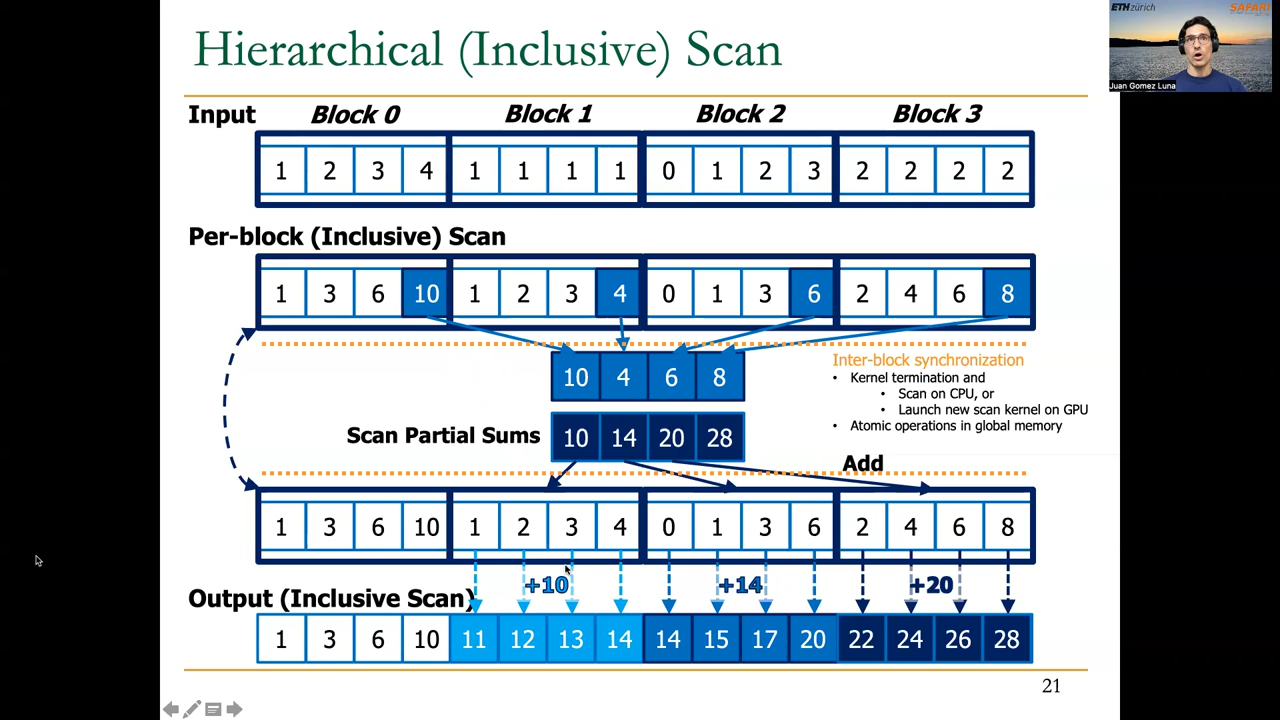 Hierarchical (Inclusive) Scan
ETH zürich
SAFARI
Juan Gomez Luna
Input Block 0 Block 1 Block 2 Block 3
1 2 3 4 1 1 1 1 0 1 2 3 2 2 2 2
Per-block (Inclusive) Scan
1 3 6 10 1 2 3 4 0 1 3 6 2 4 6 8
10 4 6 8
Inter-block synchronization
• Kernel termination and
• Scan on CPU, or
• Launch new scan kernel on GPU
• Atomic operations in global memory
Scan Partial Sums 10 14 20 28
Add
1 3 6 10 1 2 3 4 0 1 3 6 2 4 6 8
+10 +14 +20
Output (Inclusive Scan)
1 3 6 10 11 12 13 14 14 15 17 20 22 24 26 28
21